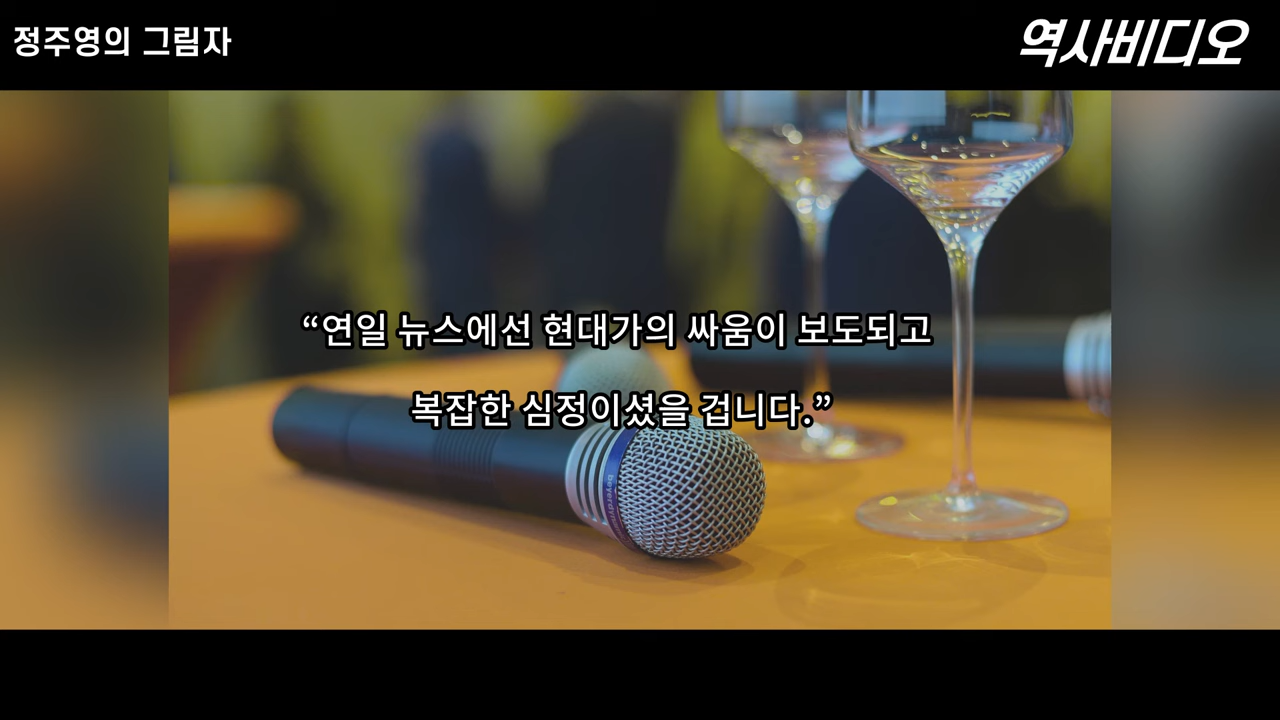 정주영의 그림자
역사비디오
“연일 뉴스에선 현대가의 싸움이 보도되고
복잡한 심정이셨을 겁니다.”